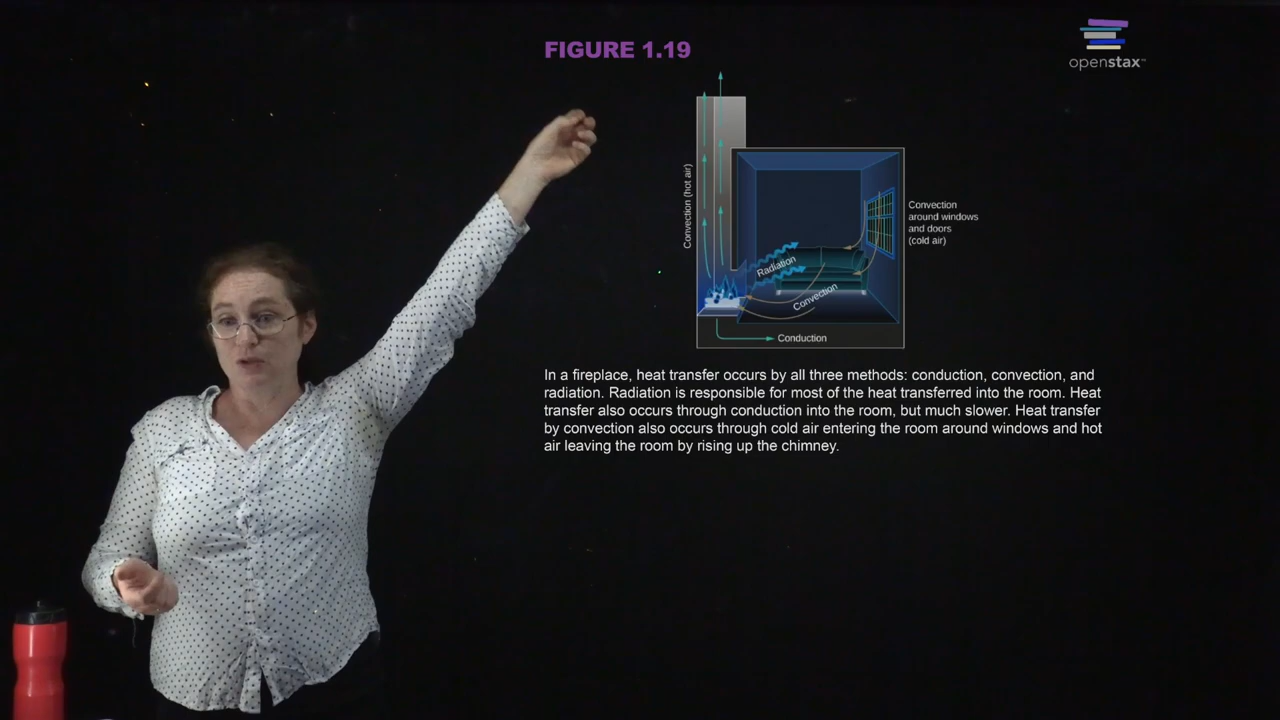 FIGURE 1.19
openstax™
Convection (hot air)
Convection
around windows
and doors
(cold air)
Radiation
Convection
Conduction
In a fireplace, heat transfer occurs by all three methods: conduction, convection, and
radiation. Radiation is responsible for most of the heat transferred into the room. Heat
transfer also occurs through conduction into the room, but much slower. Heat transfer
by convection also occurs through cold air entering the room around windows and hot
air leaving the room by rising up the chimney.